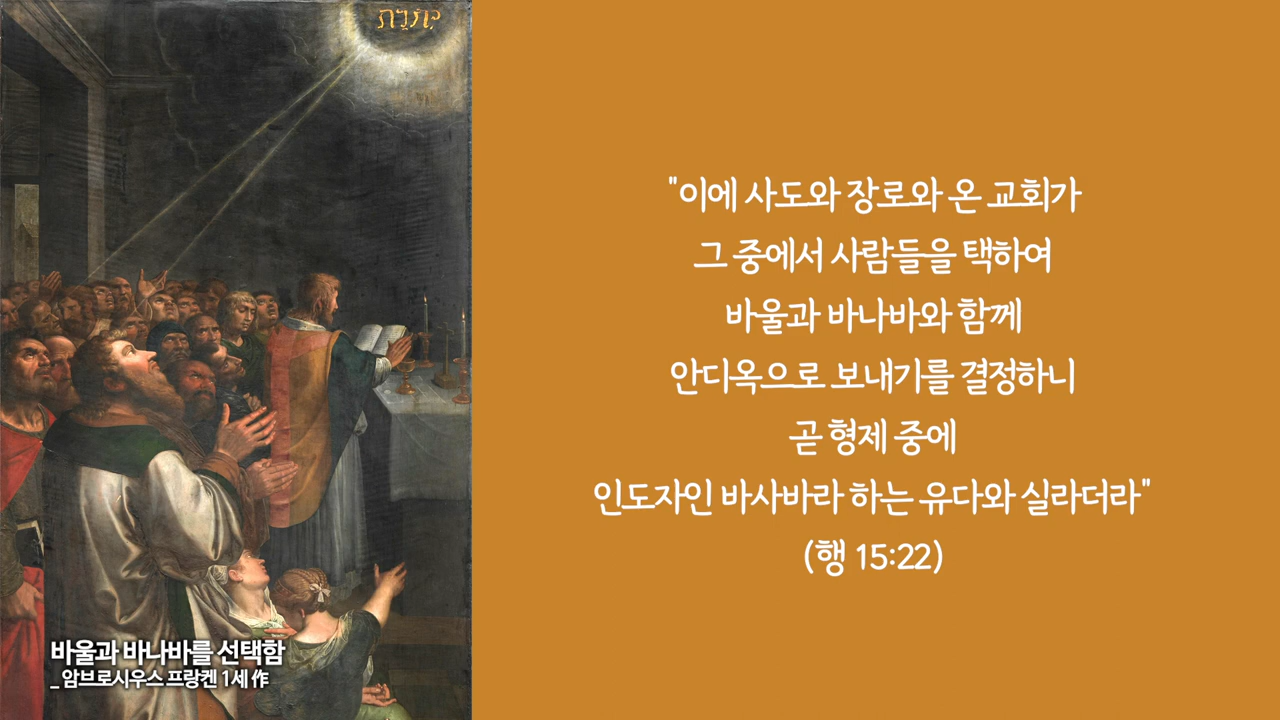 "이에 사도와 장로와 온 교회가
그 중에서 사람들을 택하여
바울과 바나바와 함께
안디옥으로 보내기를 결정하니
곧 형제 중에
인도자인 바사바라 하는 유다와 실라더라"
(행 15:22)
바울과 바나바를 선택함
_ 암브로시우스 프랑켄 1세 作